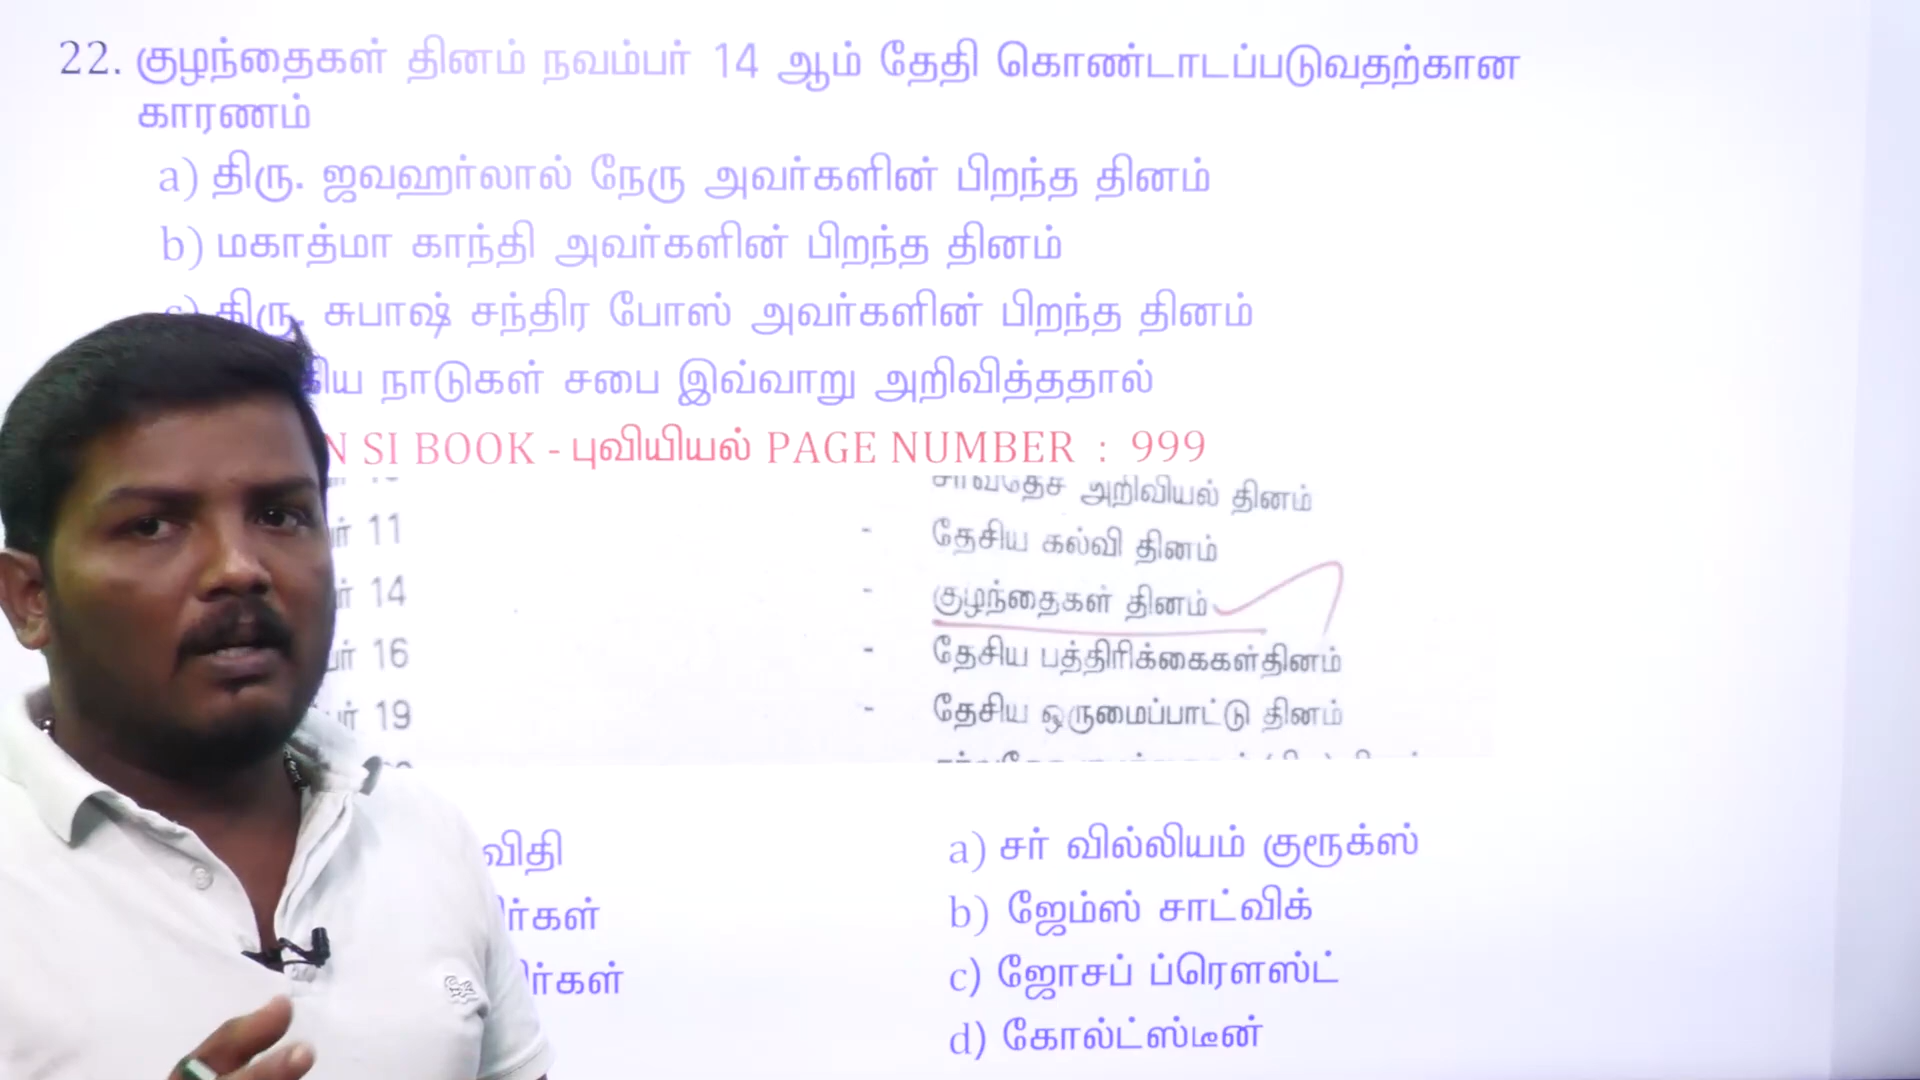 22. குழந்தைகள் தினம் நவம்பர் 14 ஆம் தேதி கொண்டாடப்படுவதற்கான
காரணம்
a) திரு. ஜவஹர்லால் நேரு அவர்களின் பிறந்த தினம்
b) மகாத்மா காந்தி அவர்களின் பிறந்த தினம்
c) திரு. சுபாஷ் சந்திர போஸ் அவர்களின் பிறந்த தினம்
நாடுகள் சபை இவ்வாறு அறிவித்ததால்
SI BOOK - புவியியல் PAGE NUMBER : 999
சர்வதேச அறிவியல் தினம்
11 - தேசிய கல்வி தினம்
14 - குழந்தைகள் தினம்
16 - தேசிய பத்திரிக்கைகள்தினம்
19 - தேசிய ஒருமைப்பாட்டு தினம்
விதி a) சர் வில்லியம் குரூக்ஸ்
b) ஜேம்ஸ் சாட்விக்
c) ஜோசப் ப்ரௌஸ்ட்
d) கோல்ட்ஸ்டீன்